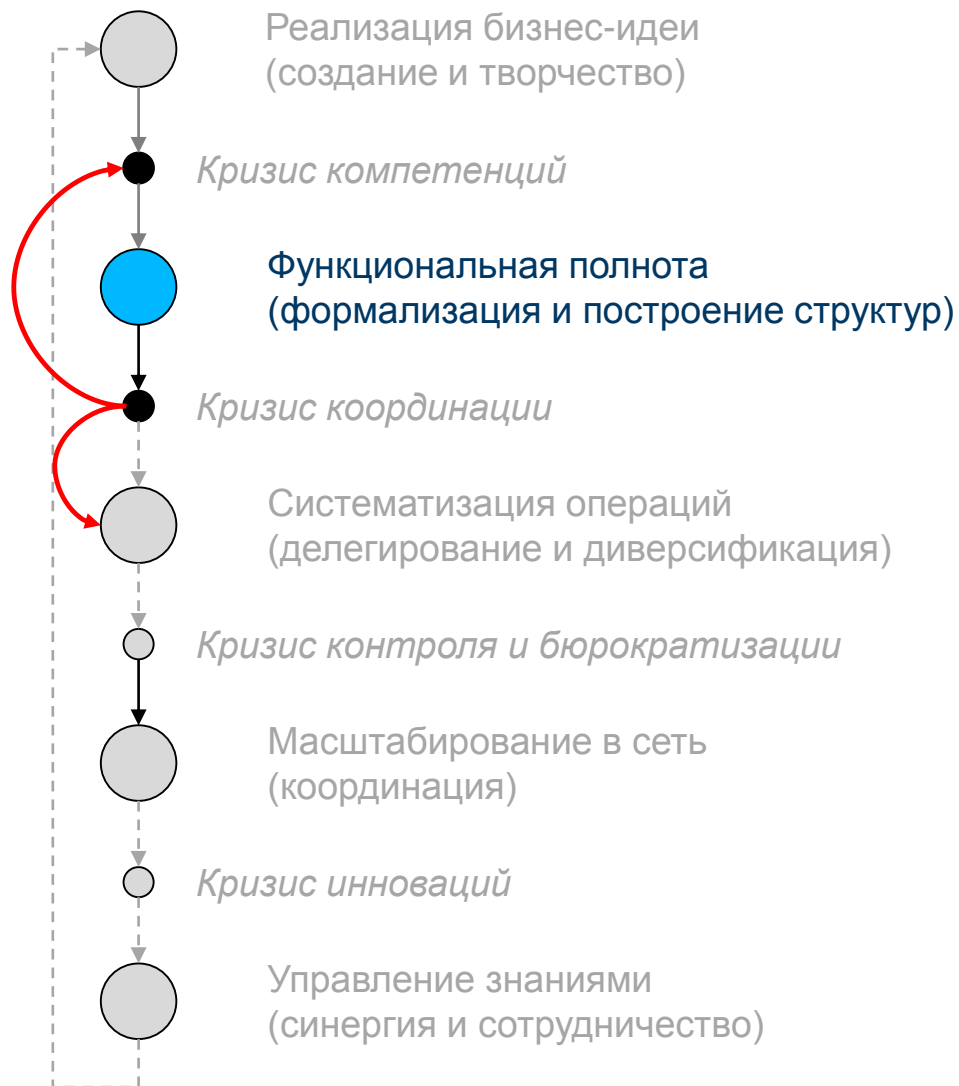 Реализация бизнес-идеи
(создание и творчество)
Кризис компетенций
Функциональная полнота
(формализация и построение структур)
Кризис координации
Систематизация операций
(делегирование и диверсификация)
Кризис контроля и бюрократизации
Масштабирование в сеть
(координация)
Кризис инноваций
Управление знаниями
(синергия и сотрудничество)